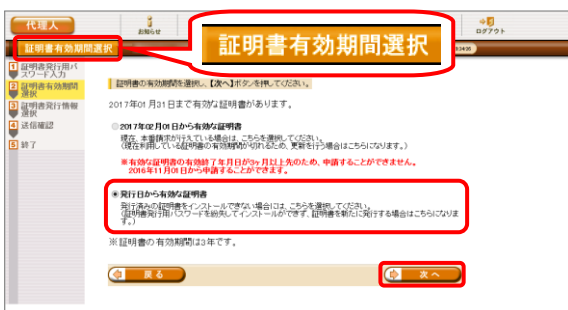 代理人
お知らせ
ログアウト
証明書有効期間選択
証明書有効期間選択
1 証明書発行用パ
スワード入力
2 証明書有効期間
選択
3 証明書発行情報
選択
4 送信確認
5 終了
証明書の有効期間を選択し、【次へ】ボタンを押してください。
2017年01月31日まで有効な証明書があります。
2017年02月01日から有効な証明書
現在、本番請求が行えている場合は、こちらを選択してください。
(現在利用している証明書の有効期間が切れるため、更新を行う場合はこちらになります。)
※有効な証明書の有効終了年月日が3ヶ月以上先のため、申請することができません。
2016年11月01日から申請することができます。
発行日から有効な証明書
発行済みの証明書をインストールできない場合には、こちらを選択してください。
(証明書発行用パスワードを紛失してインストールができず、証明書を新たに発行する場合はこちらになりま
す。)
※証明書の有効期間は3年です。
戻る
次へ